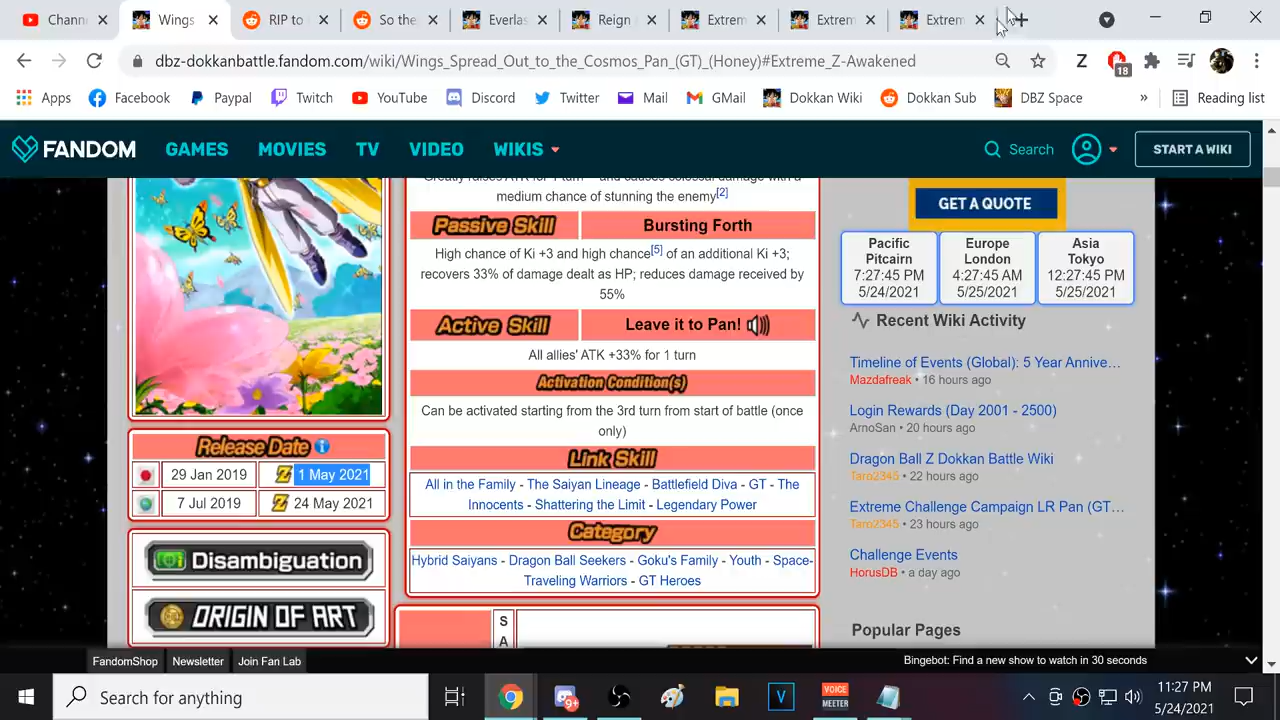 Chann
Wings
RIP to
So the
Everlas
Reign
Extrem
Extrem
Extrem
dbz-dokkanbattle.fandom.com/wiki/Wings_Spread_Out_to_the_Cosmos_Pan_(GT)_(Honey)#Extreme_Z-Awakened
Z
18
Apps
Facebook
Paypal
Twitch
YouTube
Discord
Twitter
Mail
GMail
Dokkan Wiki
Dokkan Sub
DBZ Space
»
Reading list
FANDOM
GAMES
MOVIES
TV
VIDEO
WIKIS
Search
START A WIKI
medium chance of stunning the enemy[2]
Passive Skill
Bursting Forth
High chance of Ki +3 and high chance[5] of an additional Ki +3;
recovers 33% of damage dealt as HP; reduces damage received by
55%
Active Skill
Leave it to Pan!
All allies' ATK +33% for 1 turn
Activation Condition(s)
Can be activated starting from the 3rd turn from start of battle (once
only)
Link Skill
All in the Family - The Saiyan Lineage - Battlefield Diva - GT - The
Innocents - Shattering the Limit - Legendary Power
Category
Hybrid Saiyans - Dragon Ball Seekers - Goku's Family - Youth - Space-
Traveling Warriors - GT Heroes
S
A
Release Date
29 Jan 2019
Z 1 May 2021
7 Jul 2019
Z 24 May 2021
Disambiguation
ORIGIN OF ART
GET A QUOTE
Pacific
Pitcairn
7:27:45 PM
5/24/2021
Europe
London
4:27:45 AM
5/25/2021
Asia
Tokyo
12:27:45 PM
5/25/2021
Recent Wiki Activity
Timeline of Events (Global): 5 Year Annive...
Mazdafreak • 16 hours ago
Login Rewards (Day 2001 - 2500)
ArnoSan • 20 hours ago
Dragon Ball Z Dokkan Battle Wiki
Taro2345 • 22 hours ago
Extreme Challenge Campaign LR Pan (GT...
Taro2345 • 23 hours ago
Challenge Events
HorusDB • a day ago
Popular Pages
FandomShop
Newsletter
Join Fan Lab
Bingebot: Find a new show to watch in 30 seconds
Search for anything
9+
V
VOICE
MEETER
11:27 PM
5/24/2021